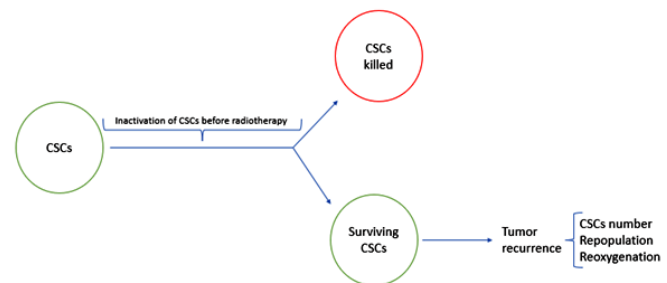 CSCs
killed
Inactivation of CSCs before radiotherapy
CSCs
Surviving
CSCs
Tumor
recurrence
CSCs number
Repopulation
Reoxygenation